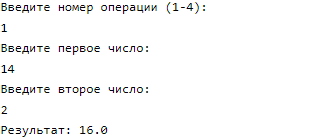 Введите номер операции (1-4):
1
Введите первое число:
14
Введите второе число:
2
Результат: 16.0